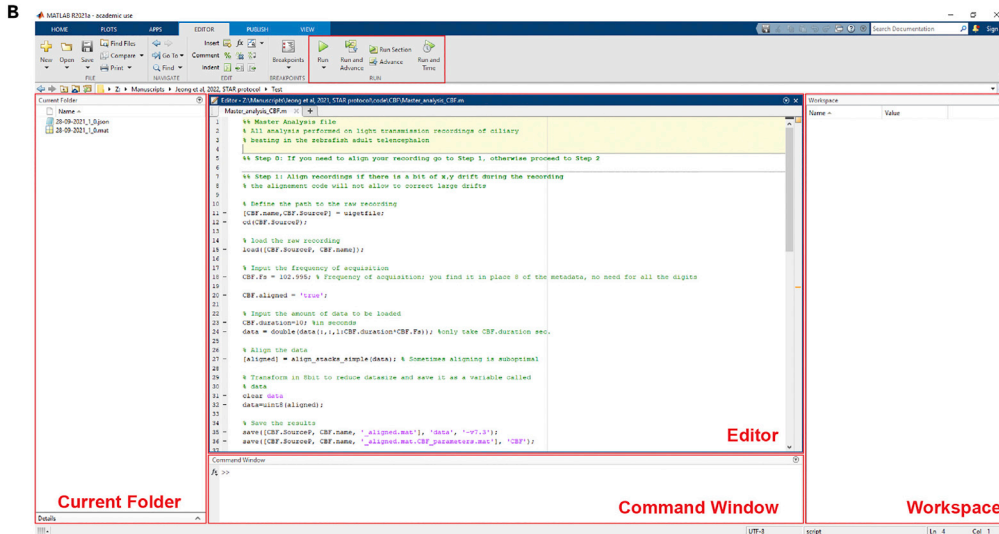 B
MATLAB R2021a - academic use
HOME PLOTS APPS EDITOR PUBLISH VIEW Search Documentation Sign
New Open Save Find Files Compare Print Go To Find Insert Comment Indent Breakpoints Run Run and Advance Run Section Advance Run and Time
FILE NAVIGATE EDIT BREAKPOINTS RUN
Z: Manuscripts Jeong et al, 2022, STAR protocol Test
Current Folder
Name
28-09-2021_1_0.json
28-09-2021_1_0.mat
Editor - Z:\Manuscripts\Jeong et al, 2021, STAR protocol\code\CBF\Master_analysis_CBF.m
Master_analysis_CBF.m
1 %% Master Analysis file
2 % All analysis performed on light transmission recordings of ciliary
3 % beating in the zebrafish adult telencephalon
4
5 %% Step 0: If you need to align your recording go to Step 1, otherwise proceed to Step 2
6
7 %% Step 1: Align recordings if there is a bit of x,y drift during the recording
8 % the alignment code will not allow to correct large drifts
9
10 % Define the path to the raw recording
11 - [CBF.name,CBF.SourceP] = uigetfile;
12 - cd(CBF.SourceP);
13
14 % load the raw recording
15 - load([CBF.SourceP, CBF.name]);
16
17 % Input the frequency of acquisition
18 - CBF.Fs = 102.996; % Frequency of acquisition; you find it in place 8 of the metadata, no need for all the digits
19
20 - CBF.aligned = 'true';
21
22 % Input the amount of data to be loaded
23 - CBF.duration=10; %in seconds
24 - data = double(data(:,:,1:CBF.duration*CBF.Fs)); %only take CBF.duration sec.
25
26 % Align the data
27 - [aligned] = align_stacks_simple(data); % Sometimes aligning is suboptimal
28
29 % Transform in 8bit to reduce datasize and save it as a variable called
30 % data
31 - clear data
32 - data=uint8(aligned);
33
34 % Save the results
35 - save([CBF.SourceP, CBF.name, '_aligned.mat'], 'data', '-v7.3');
36 - save([CBF.SourceP, CBF.name, '_aligned.mat.CBF_parameters.mat'], 'CBF');
Editor
Command Window
fx >>
Command Window
Workspace
Name Value
Workspace
Current Folder
Details
UTF-8 script Ln 4 Col 1